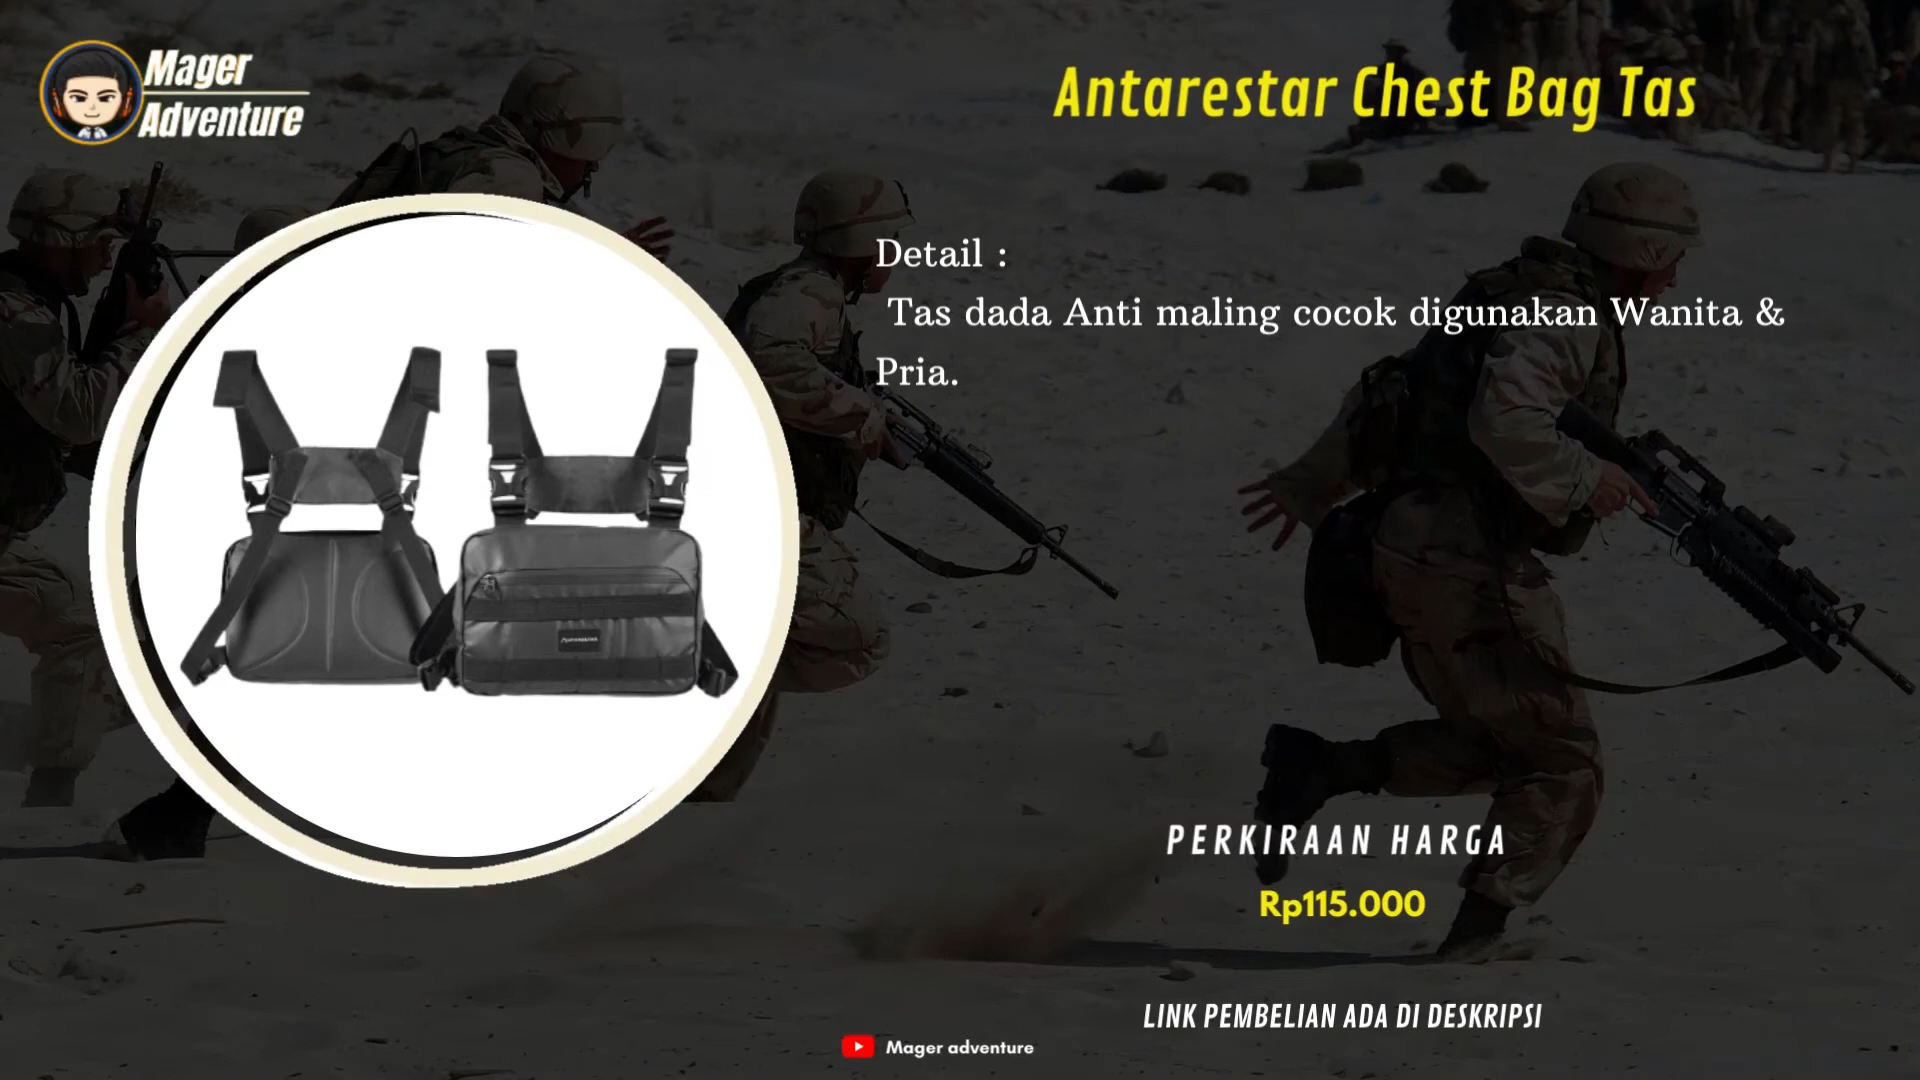 Mager
Adventure
Antarestar Chest Bag Tas
Detail :
Tas dada Anti maling cocok digunakan Wanita &
Pria.
ANTARESTAR
PERKIRAAN HARGA
Rp115.000
LINK PEMBELIAN ADA DI DESKRIPSI
Mager adventure